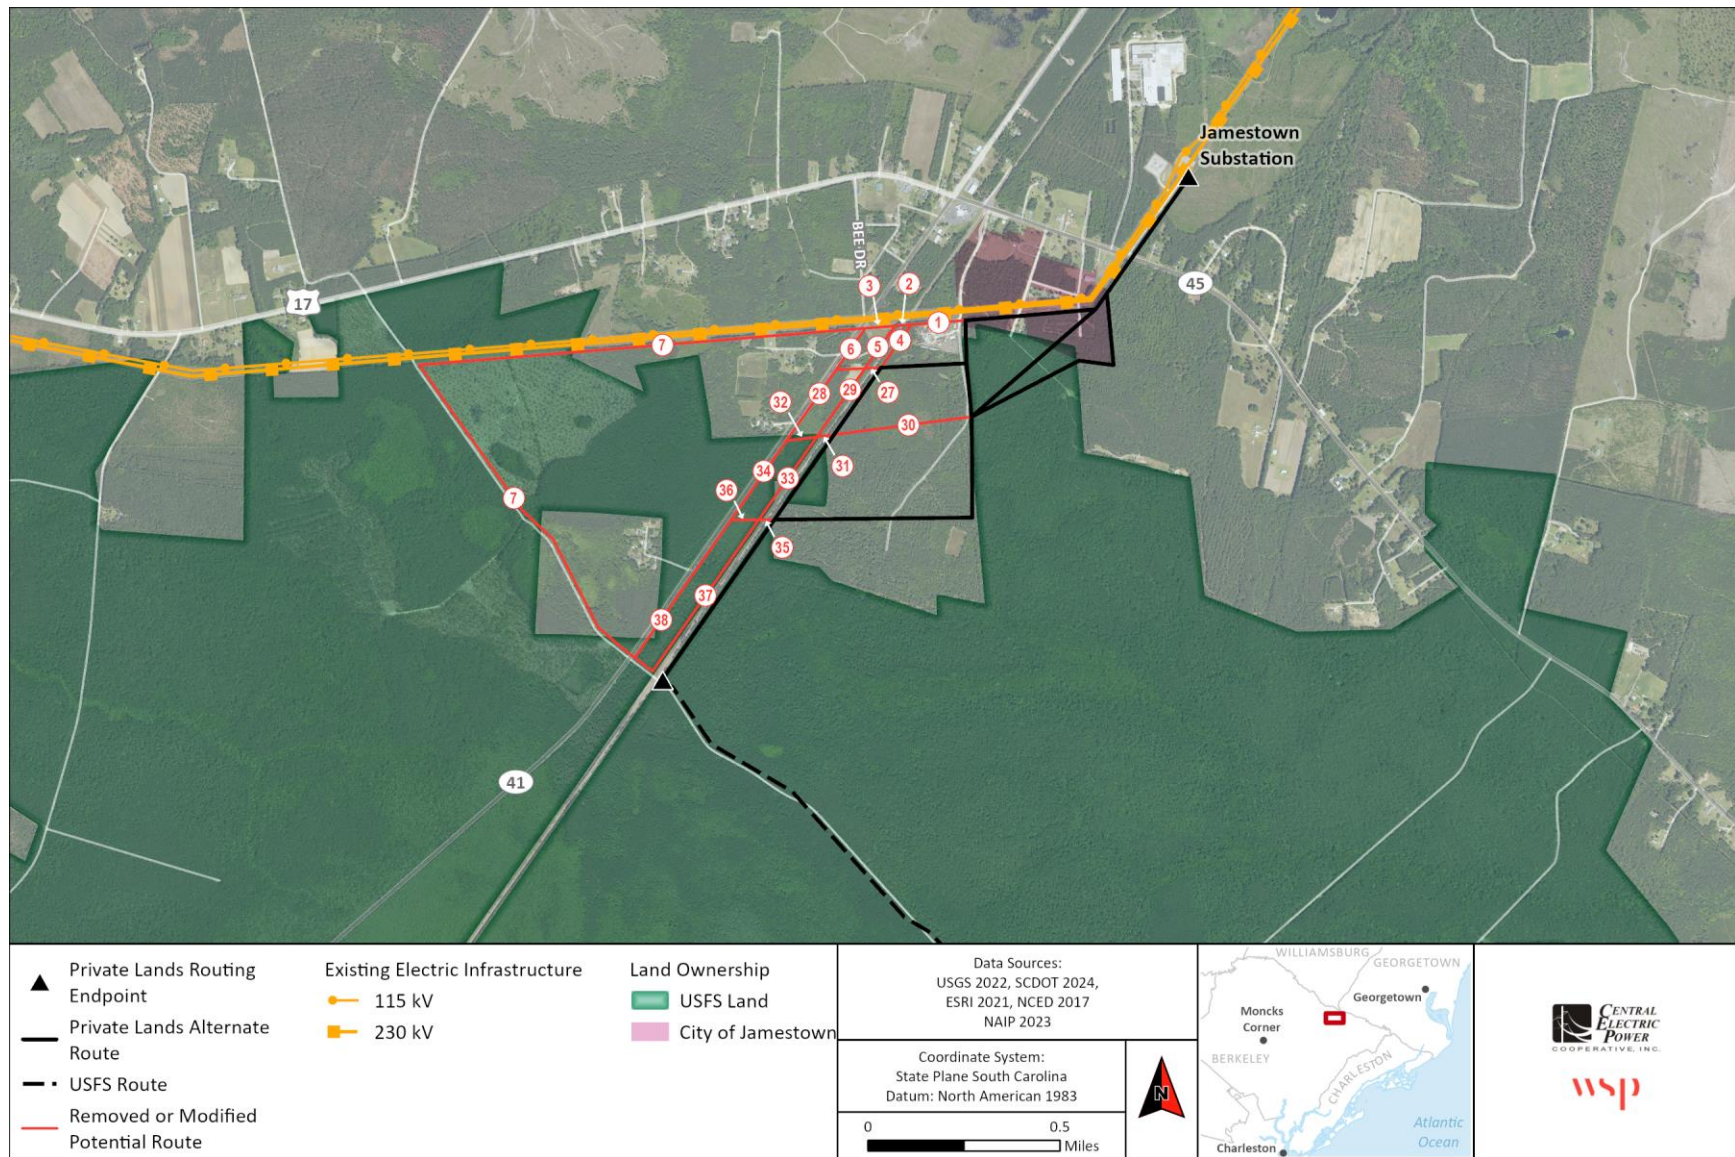 Jamestown
Substation
BEE DR
3
2
17
45
1
7
6
5
4
28
29
27
32
30
31
34
33
7
36
35
37
38
41
Private Lands Routing
Endpoint
Private Lands Alternate
Route
USFS Route
Removed or Modified
Potential Route
Existing Electric Infrastructure
115 kV
230 kV
Land Ownership
USFS Land
City of Jamestown
Data Sources:
USGS 2022, SCDOT 2024,
ESRI 2021, NCED 2017
NAIP 2023
Coordinate System:
State Plane South Carolina
Datum: North American 1983
0 0.5
Miles
N
WILLIAMSBURG
GEORGETOWN
Georgetown
Moncks
Corner
BERKELEY
CHARLESTON
Atlantic
Ocean
Charleston
CENTRAL
ELECTRIC
POWER
COOPERATIVE, INC.
wsp